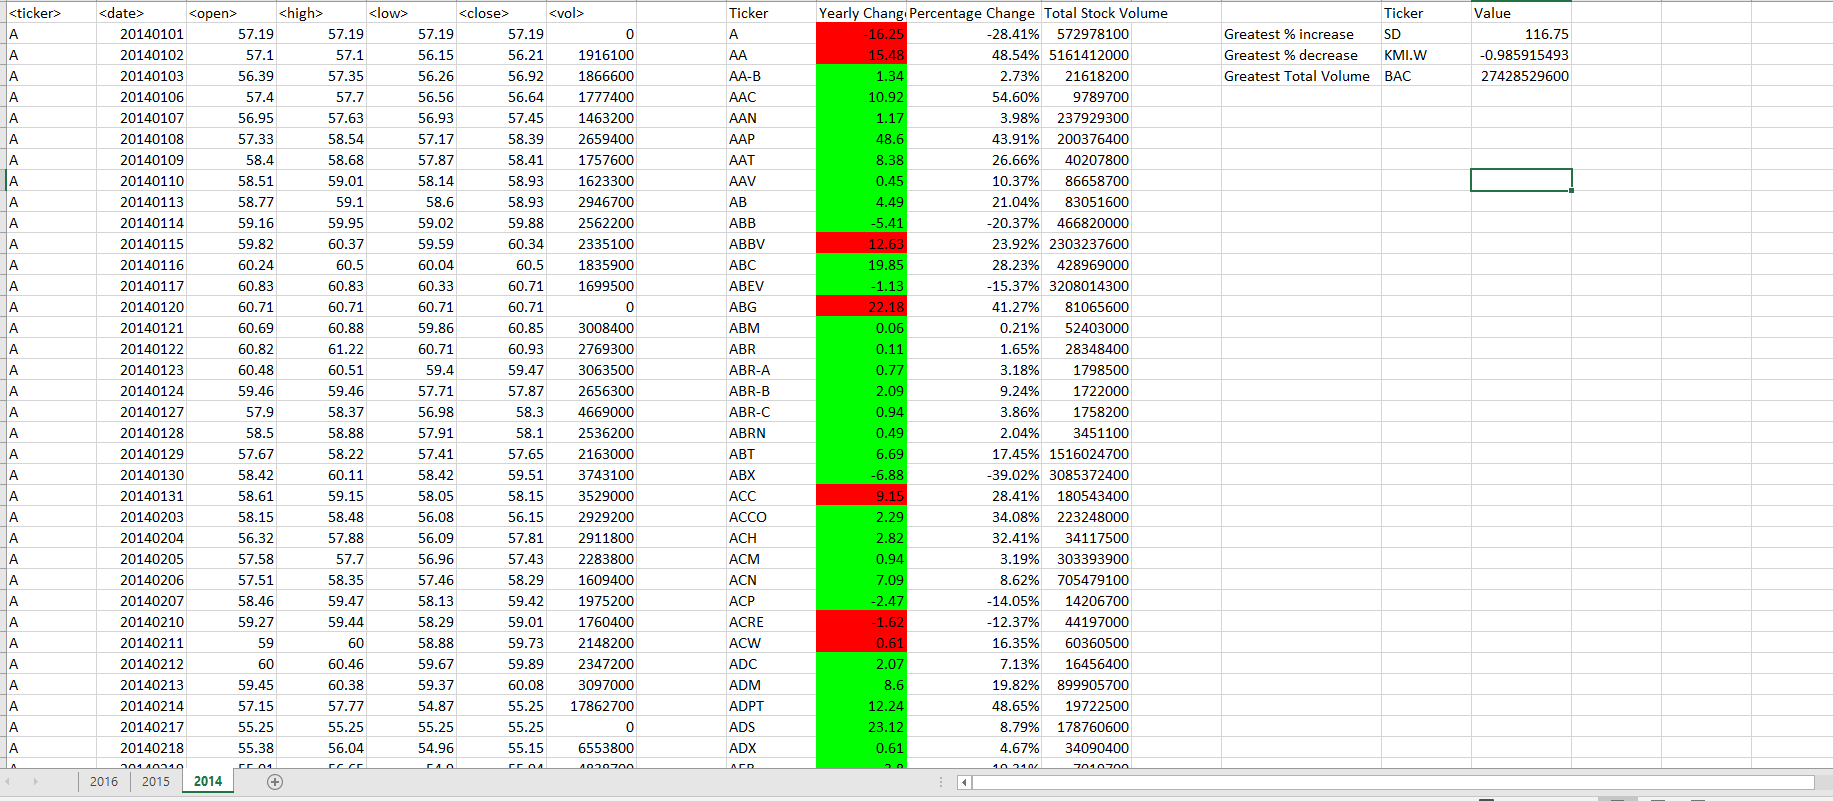 <ticker> <date> <open> <high> <low> <close> <vol> Ticker Yearly Chang Percentage Change Total Stock Volume Ticker Value
A 20140101 57.19 57.19 57.19 57.19 0 A -16.25 -28.41% 572978100 Greatest % increase SD 116.75
A 20140102 57.1 57.1 56.15 56.21 1916100 AA 15.48 48.54% 5161412000 Greatest % decrease KMI.W -0.985915493
A 20140103 56.39 57.35 56.26 56.92 1866600 AA-B 1.34 2.73% 21618200 Greatest Total Volume BAC 27428529600
A 20140106 57.4 57.7 56.56 56.64 1777400 AAC 10.92 54.60% 9789700
A 20140107 56.95 57.63 56.93 57.45 1463200 AAN 1.17 3.98% 237929300
A 20140108 57.33 58.54 57.17 58.39 2659400 AAP 48.6 43.91% 200376400
A 20140109 58.4 58.68 57.87 58.41 1757600 AAT 8.38 26.66% 40207800
A 20140110 58.51 59.01 58.14 58.93 1623300 AAV 0.45 10.37% 86658700
A 20140113 58.77 59.1 58.6 58.93 2946700 AB 4.49 21.04% 83051600
A 20140114 59.16 59.95 59.02 59.88 2562200 ABB -5.41 -20.37% 466820000
A 20140115 59.82 60.37 59.59 60.34 2335100 ABBV 12.63 23.92% 2303237600
A 20140116 60.24 60.5 60.04 60.5 1835900 ABC 19.85 28.23% 428969000
A 20140117 60.83 60.83 60.33 60.71 1699500 ABEV -1.13 -15.37% 3208014300
A 20140120 60.71 60.71 60.71 60.71 0 ABG 22.18 41.27% 81065600
A 20140121 60.69 60.88 59.86 60.85 3008400 ABM 0.06 0.21% 52403000
A 20140122 60.82 61.22 60.71 60.93 2769300 ABR 0.11 1.65% 28348400
A 20140123 60.48 60.51 59.4 59.47 3063500 ABR-A 0.77 3.18% 1798500
A 20140124 59.46 59.46 57.71 57.87 2656300 ABR-B 2.09 9.24% 1722000
A 20140127 57.9 58.37 56.98 58.3 4669000 ABR-C 0.94 3.86% 1758200
A 20140128 58.5 58.88 57.91 58.1 2536200 ABRN 0.49 2.04% 3451100
A 20140129 57.67 58.22 57.41 57.65 2163000 ABT 6.69 17.45% 1516024700
A 20140130 58.42 60.11 58.42 59.51 3743100 ABX -6.88 -39.02% 3085372400
A 20140131 58.61 59.15 58.05 58.15 3529000 ACC 9.15 28.41% 180543400
A 20140203 58.15 58.48 56.08 56.15 2929200 ACCO 2.29 34.08% 223248000
A 20140204 56.32 57.88 56.09 57.81 2911800 ACH 2.82 32.41% 34117500
A 20140205 57.58 57.7 56.96 57.43 2283800 ACM 0.94 3.19% 303393900
A 20140206 57.51 58.35 57.46 58.29 1609400 ACN 7.09 8.62% 705479100
A 20140207 58.46 59.47 58.13 59.42 1975200 ACP -2.47 -14.05% 14206700
A 20140210 59.27 59.44 58.29 59.01 1760400 ACRE -1.62 -12.37% 44197000
A 20140211 59 60 58.88 59.73 2148200 ACW 0.61 16.35% 60360500
A 20140212 60 60.46 59.67 59.89 2347200 ADC 2.07 7.13% 16456400
A 20140213 59.45 60.38 59.37 60.08 3097000 ADM 8.6 19.82% 899905700
A 20140214 57.15 57.77 54.87 55.25 17862700 ADPT 12.24 48.65% 19722500
A 20140217 55.25 55.25 55.25 55.25 0 ADS 23.12 8.79% 178760600
A 20140218 55.38 56.04 54.96 55.15 6553800 ADX 0.61 4.67% 34090400
2016 2015 2014